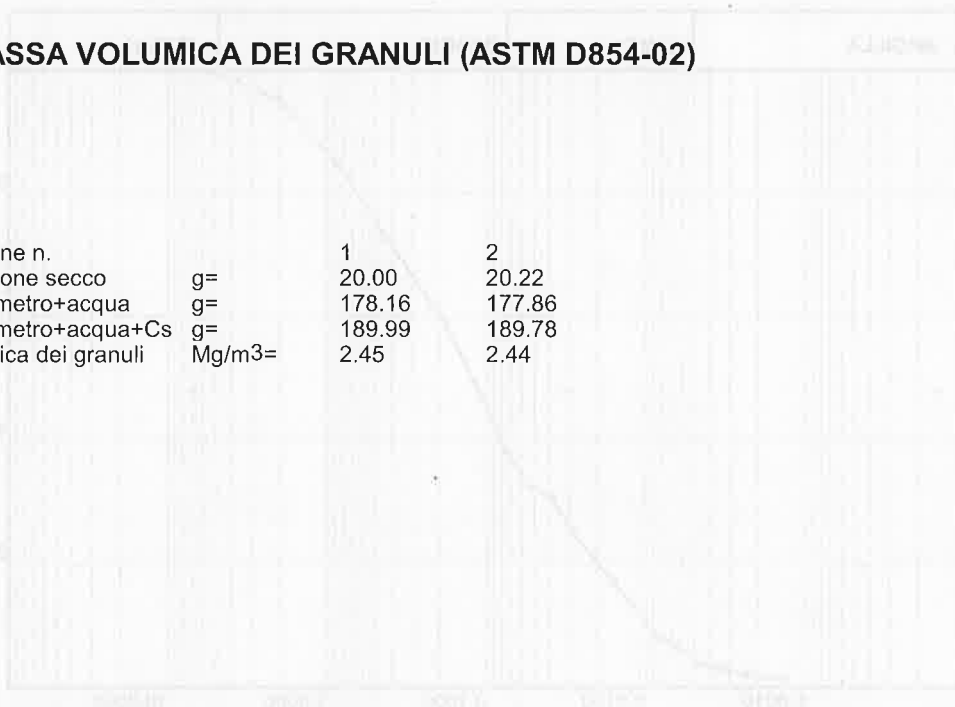 ASSA VOLUMICA DEI GRANULI (ASTM D854-02)
ne n. 1 2
one secco g= 20.00 20.22
metro+acqua g= 178.16 177.86
metro+acqua+Cs g= 189.99 189.78
ica dei granuli Mg/m3= 2.45 2.44